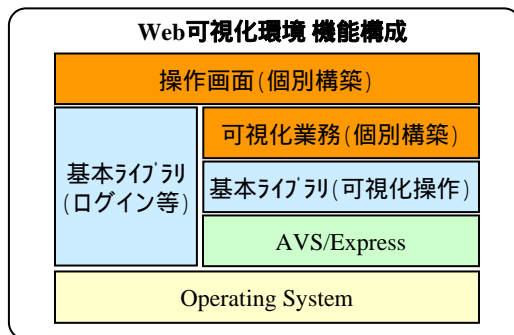 Web可視化環境 機能構成
操作画面(個別構築)
基本ﾗｲﾌﾞﾗﾘ
(ログイン等)
可視化業務(個別構築)
基本ﾗｲﾌﾞﾗﾘ(可視化操作)
AVS/Express
Operating System